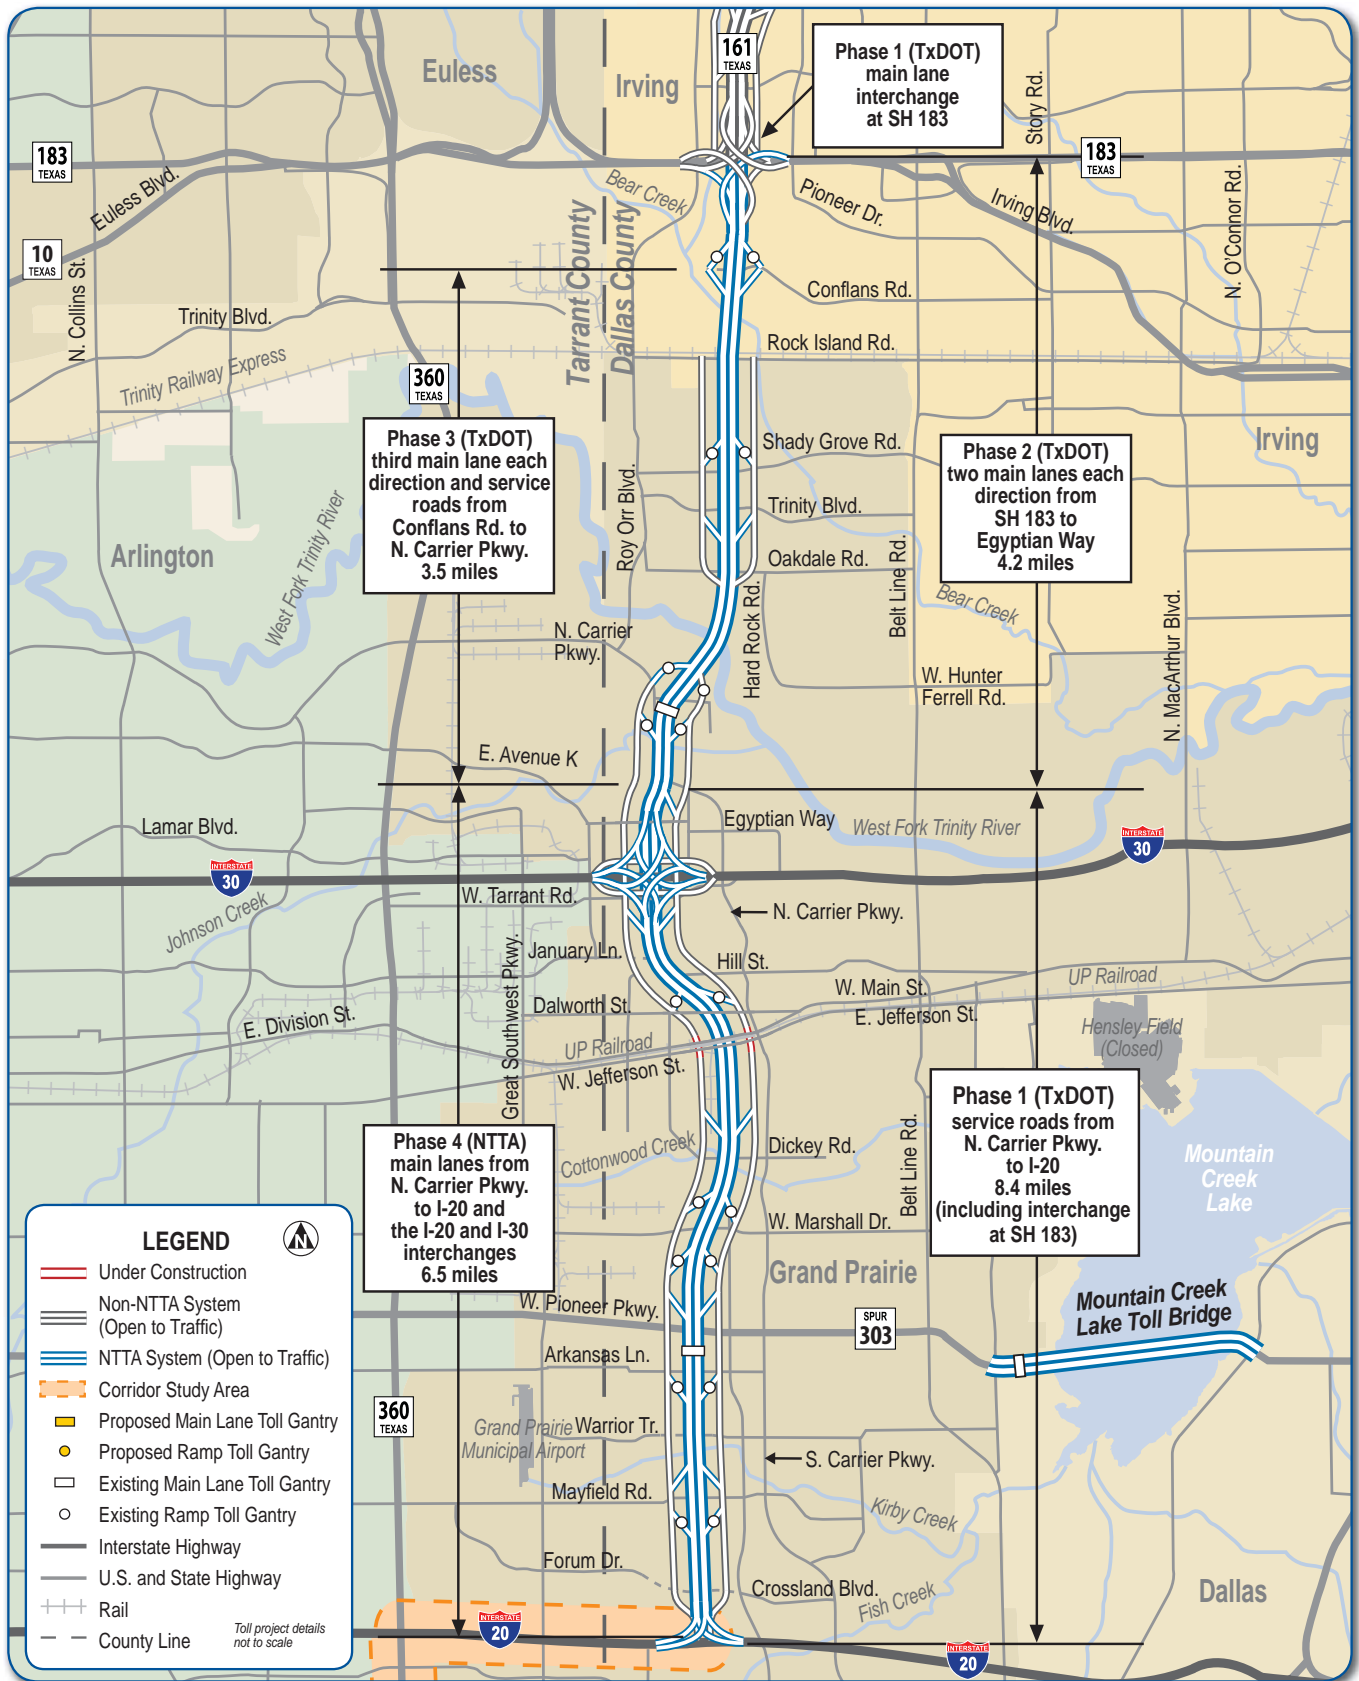 161
TEXAS
Phase 1 (TxDOT)
main lane
interchange
at SH 183
Euless
Irving
Story Rd.
183
TEXAS
183
TEXAS
Euless Blvd.
Bear Creek
Pioneer Dr.
Irving Blvd.
N. O'Connor Rd.
10
TEXAS
N. Collins St.
Tarrant County
Dallas County
Conflans Rd.
Trinity Blvd.
Rock Island Rd.
Trinity Railway Express
360
TEXAS
Phase 3 (TxDOT)
third main lane each
direction and service
roads from
Conflans Rd. to
N. Carrier Pkwy.
3.5 miles
Shady Grove Rd.
Phase 2 (TxDOT)
two main lanes each
direction from
SH 183 to
Egyptian Way
4.2 miles
Irving
Roy Orr Blvd.
Trinity Blvd.
West Fork Trinity River
Arlington
Oakdale Rd.
Belt Line Rd.
Bear Creek
Hard Rock Rd.
N. MacArthur Blvd.
N. Carrier
Pkwy.
W. Hunter
Ferrell Rd.
E. Avenue K
Lamar Blvd.
Egyptian Way
West Fork Trinity River
INTERSTATE
30
INTERSTATE
30
W. Tarrant Rd.
Johnson Creek
N. Carrier Pkwy.
January Ln.
Hill St.
Great Southwest Pkwy.
UP Railroad
W. Main St.
Dalworth St.
E. Jefferson St.
E. Division St.
Hensley Field
(Closed)
UP Railroad
W. Jefferson St.
Phase 1 (TxDOT)
service roads from
N. Carrier Pkwy.
to I-20
8.4 miles
(including interchange
at SH 183)
Phase 4 (NTTA)
main lanes from
N. Carrier Pkwy.
to I-20 and
the I-20 and I-30
interchanges
6.5 miles
Cottonwood Creek
Dickey Rd.
Belt Line Rd.
Mountain
Creek
Lake
W. Marshall Dr.
Grand Prairie
Mountain Creek
Lake Toll Bridge
W. Pioneer Pkwy.
SPUR
303
Arkansas Ln.
360
TEXAS
Grand Prairie
Municipal Airport
Warrior Tr.
S. Carrier Pkwy.
Mayfield Rd.
Kirby Creek
Forum Dr.
Crossland Blvd.
Fish Creek
Dallas
INTERSTATE
20
INTERSTATE
20
LEGEND
N
Under Construction
Non-NTTA System
(Open to Traffic)
NTTA System (Open to Traffic)
Corridor Study Area
Proposed Main Lane Toll Gantry
Proposed Ramp Toll Gantry
Existing Main Lane Toll Gantry
Existing Ramp Toll Gantry
Interstate Highway
U.S. and State Highway
Rail
County Line
Toll project details
not to scale